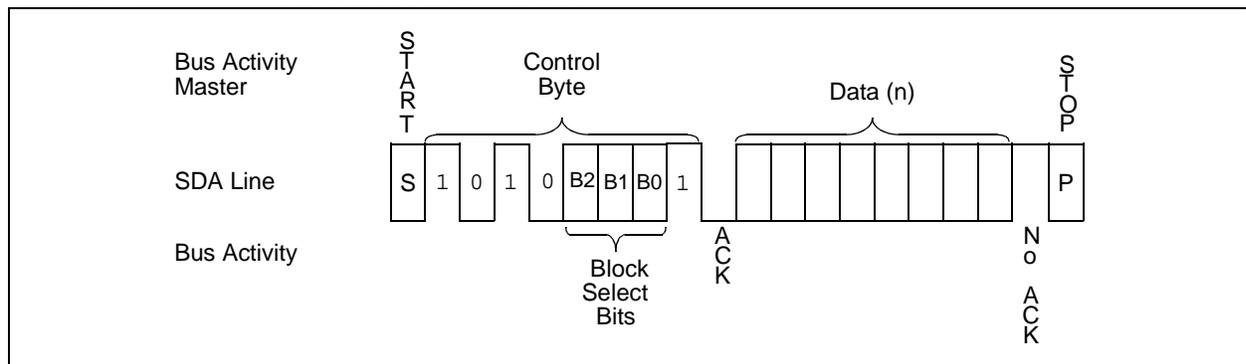 Bus Activity
Master
START
Control
Byte
Data (n)
STOP
SDA Line
S 1 0 1 0 B2 B1 B0 1 P
Bus Activity
Block
Select
Bits
ACK
No ACK